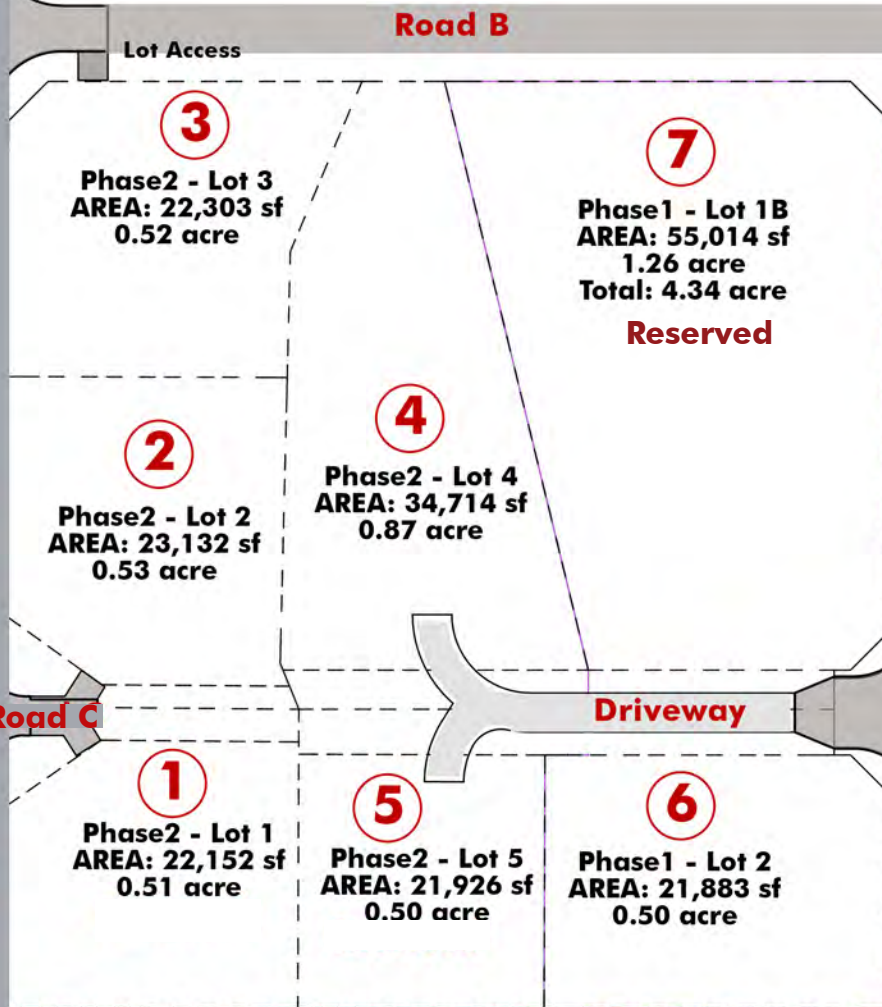 Road B
Lot Access
3
Phase2 - Lot 3
AREA: 22,303 sf
0.52 acre
7
Phase1 - Lot 1B
AREA: 55,014 sf
1.26 acre
Total: 4.34 acre
Reserved
4
Phase2 - Lot 4
AREA: 34,714 sf
0.87 acre
2
Phase2 - Lot 2
AREA: 23,132 sf
0.53 acre
Road C
Driveway
1
Phase2 - Lot 1
AREA: 22,152 sf
0.51 acre
5
Phase2 - Lot 5
AREA: 21,926 sf
0.50 acre
6
Phase1 - Lot 2
AREA: 21,883 sf
0.50 acre